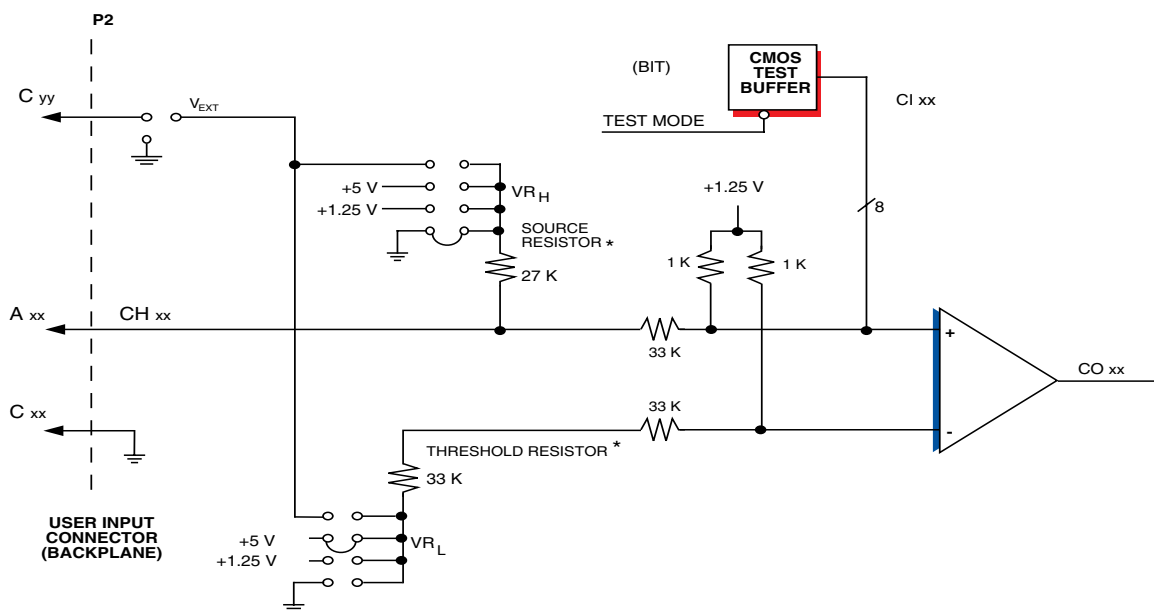 P2
(BIT)
CMOS
TEST
BUFFER
CI xx
C yy
V EXT
TEST MODE
+5 V
VR H
+1.25 V
+1.25 V
8
SOURCE
RESISTOR *
27 K
1 K
1 K
A xx
CH xx
33 K
+
CO xx
C xx
33 K
-
THRESHOLD RESISTOR *
33 K
USER INPUT
CONNECTOR
(BACKPLANE)
+5 V
VR L
+1.25 V